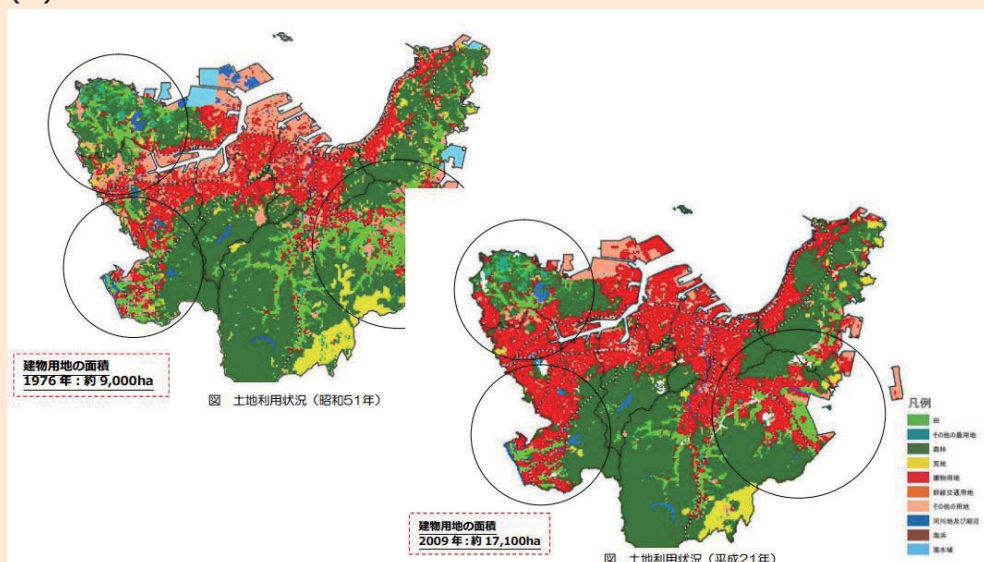 建物用地の面積
1976年：約9,000ha
図 土地利用状況（昭和51年）
建物用地の面積
2009年：約17,100ha
図 土地利用状況（平成21年）
凡例
田
その他の農用地
森林
荒地
建物用地
幹線交通用地
その他の用地
河川地及び湖沼
海浜
海水域